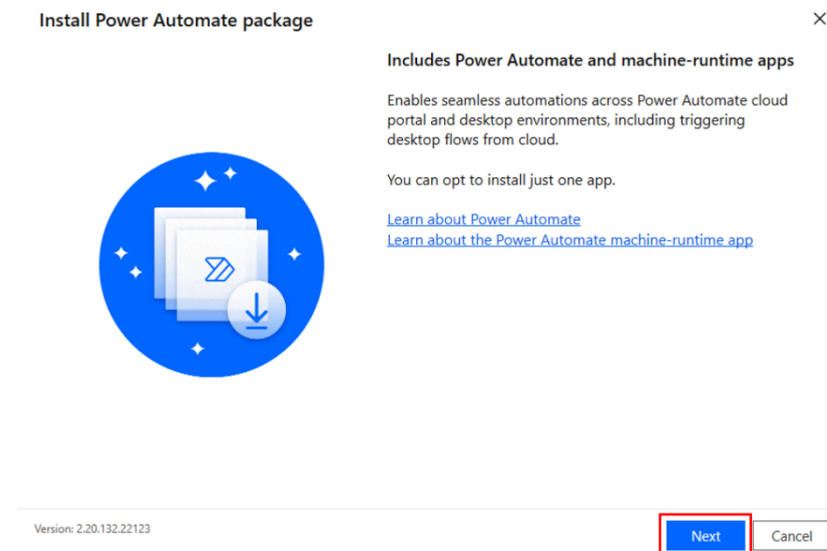 Install Power Automate package
Includes Power Automate and machine-runtime apps
Enables seamless automations across Power Automate cloud
portal and desktop environments, including triggering
desktop flows from cloud.
You can opt to install just one app.
Learn about Power Automate
Learn about the Power Automate machine-runtime app
Version: 2.20.132.22123
Next
Cancel